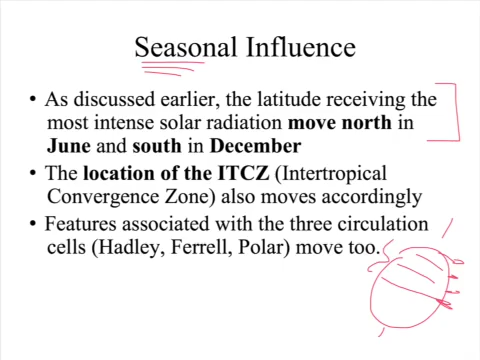 Seasonal Influence
• As discussed earlier, the latitude receiving the
most intense solar radiation move north in
June and south in December
• The location of the ITCZ (Intertropical
Convergence Zone) also moves accordingly
• Features associated with the three circulation
cells (Hadley, Ferrell, Polar) move too.